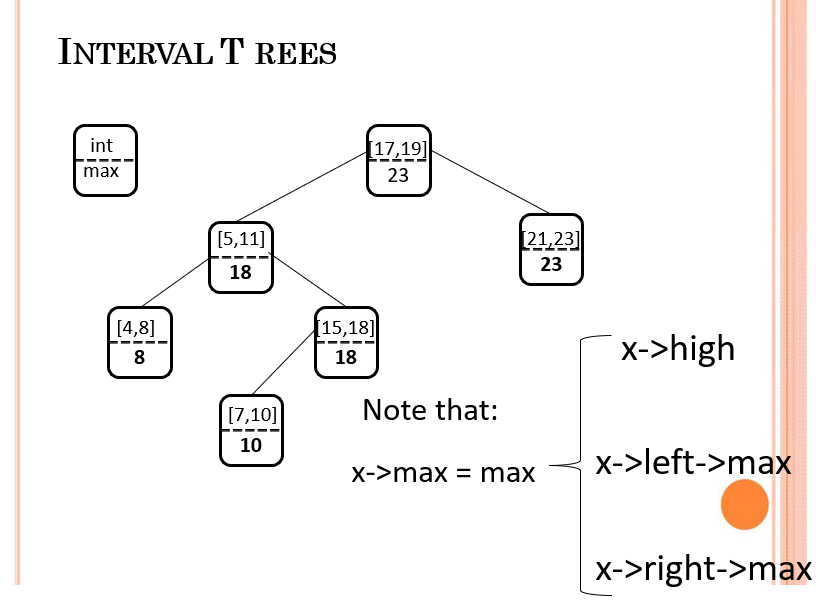 INTERVAL T REES
int
max
[17,19]
23
[5,11]
18
[21,23]
23
[4,8]
8
[15,18]
18
[7,10]
10
Note that:
x->max = max
x->high
x->left->max
x->right->max